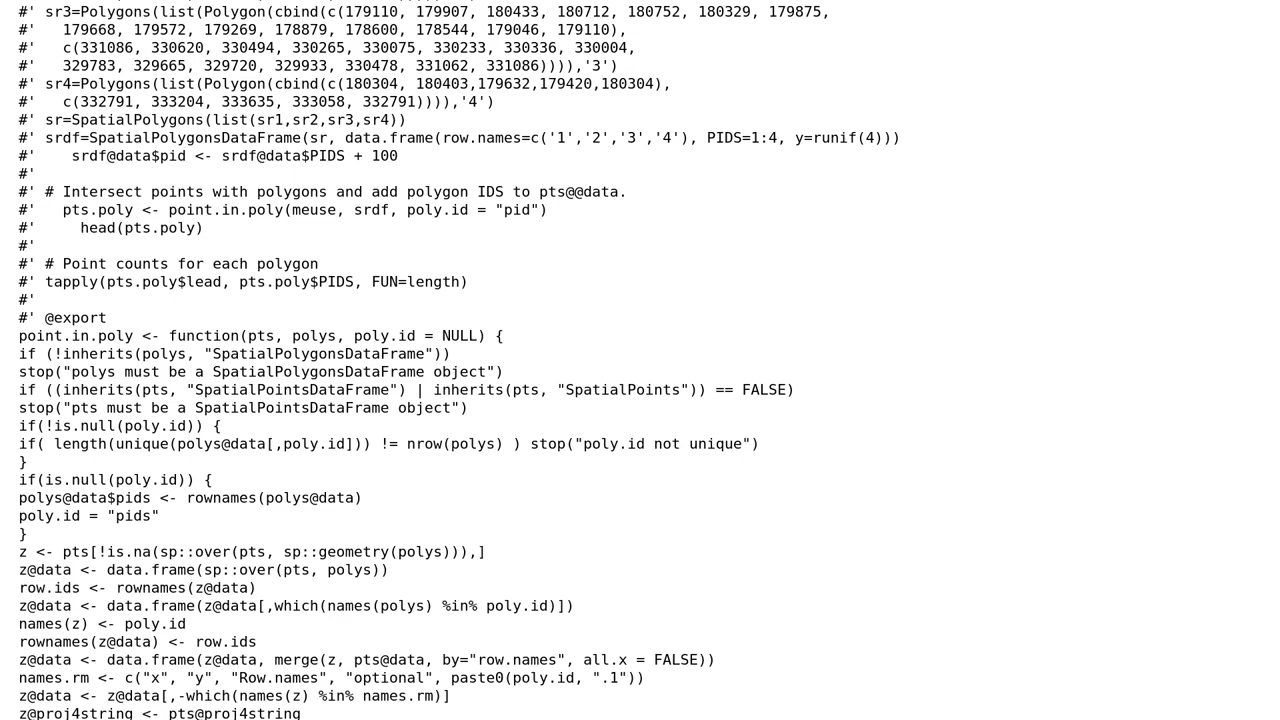 #' sr3=Polygons(list(Polygon(cbind(c(179110, 179907, 180433, 180712, 180752, 180329, 179875,
#'   179668, 179572, 179269, 178879, 178600, 178544, 179046, 179110),
#'   c(331086, 330620, 330494, 330265, 330075, 330233, 330336, 330004,
#'   329783, 329665, 329720, 329933, 330478, 331062, 331086)))),'3')
#' sr4=Polygons(list(Polygon(cbind(c(180304, 180403,179632,179420,180304),
#'   c(332791, 333204, 333635, 333058, 332791)))),'4')
#' sr=SpatialPolygons(list(sr1,sr2,sr3,sr4))
#' srdf=SpatialPolygonsDataFrame(sr, data.frame(row.names=c('1','2','3','4'), PIDS=1:4, y=runif(4)))
#'    srdf@data$pid <- srdf@data$PIDS + 100
#'
#' # Intersect points with polygons and add polygon IDS to pts@@data.
#'   pts.poly <- point.in.poly(meuse, srdf, poly.id = "pid")
#'     head(pts.poly)
#'
#' # Point counts for each polygon
#' tapply(pts.poly$lead, pts.poly$PIDS, FUN=length)
#'
#' @export
point.in.poly <- function(pts, polys, poly.id = NULL) {
if (!inherits(polys, "SpatialPolygonsDataFrame"))
stop("polys must be a SpatialPolygonsDataFrame object")
if ((inherits(pts, "SpatialPointsDataFrame") | inherits(pts, "SpatialPoints")) == FALSE)
stop("pts must be a SpatialPointsDataFrame object")
if(!is.null(poly.id)) {
if( length(unique(polys@data[,poly.id])) != nrow(polys) ) stop("poly.id not unique")
}
if(is.null(poly.id)) {
polys@data$pids <- rownames(polys@data)
poly.id = "pids"
}
z <- pts[!is.na(sp::over(pts, sp::geometry(polys))),]
z@data <- data.frame(sp::over(pts, polys))
row.ids <- rownames(z@data)
z@data <- data.frame(z@data[,which(names(polys) %in% poly.id)])
names(z) <- poly.id
rownames(z@data) <- row.ids
z@data <- data.frame(z@data, merge(z, pts@data, by="row.names", all.x = FALSE))
names.rm <- c("x", "y", "Row.names", "optional", paste0(poly.id, ".1"))
z@data <- z@data[,-which(names(z) %in% names.rm)]
z@proj4string <- pts@proj4string